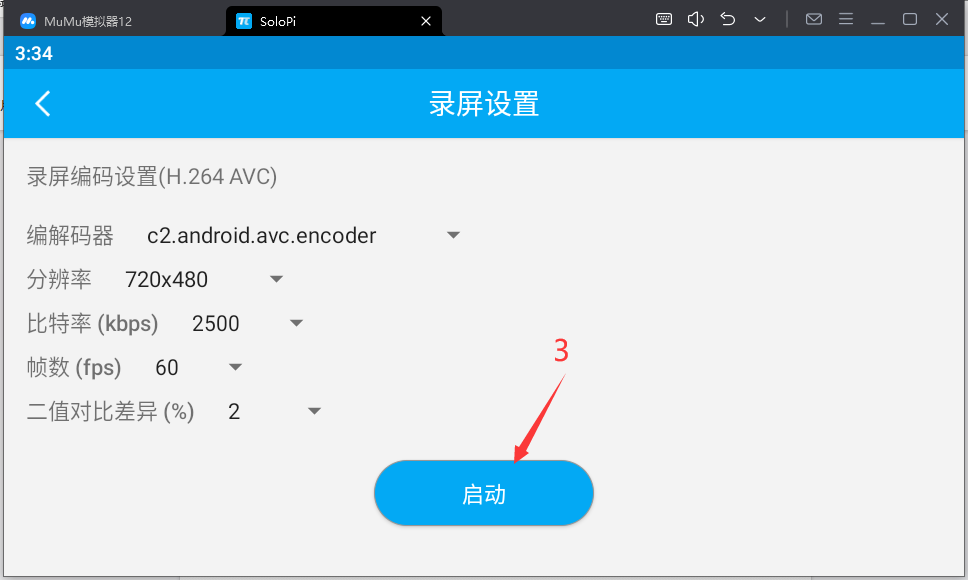 MuMu模拟器12
SoloPi
3:34
录屏设置
录屏编码设置(H.264 AVC)
编解码器 c2.android.avc.encoder
分辨率 720x480
比特率 (kbps) 2500
帧数 (fps) 60
二值对比差异 (%) 2
3
启动